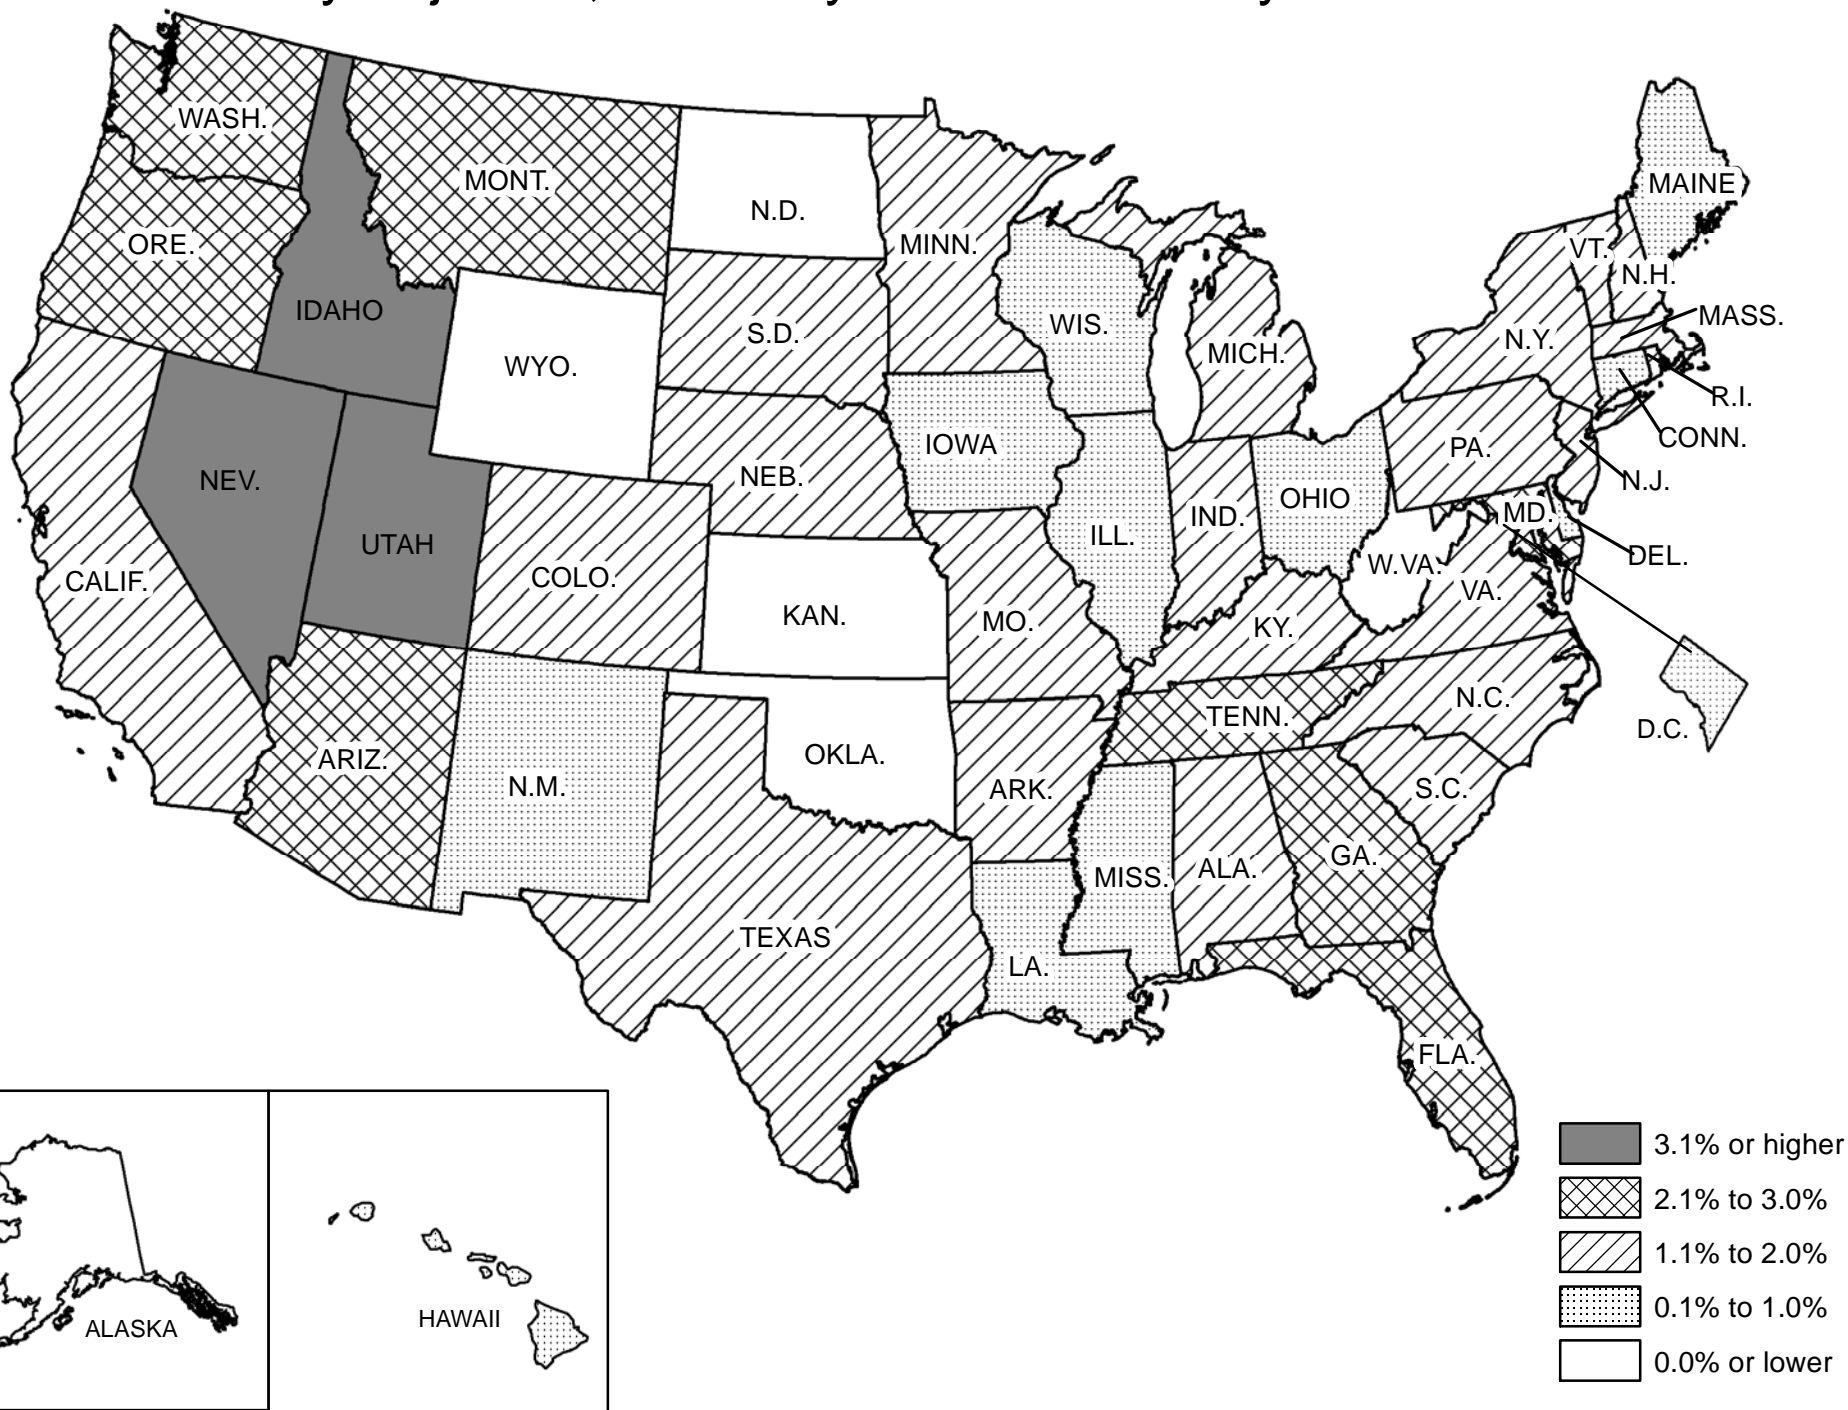 WASH.
MONT.
N.D.
MINN.
ORE.
IDAHO
WYO.
S.D.
WIS.
MICH.
MAINE
VT.
N.H.
MASS.
N.Y.
R.I.
CONN.
N.J.
PA.
NEV.
UTAH
CALIF.
COLO.
NEB.
IOWA
ILL.
IND.
OHIO
MD.
DEL.
W.VA.
VA.
KAN.
MO.
KY.
N.C.
D.C.
TENN.
ARIZ.
N.M.
OKLA.
ARK.
S.C.
MISS.
ALA.
GA.
TEXAS
LA.
FLA.
ALASKA
HAWAII
3.1% or higher
2.1% to 3.0%
1.1% to 2.0%
0.1% to 1.0%
0.0% or lower